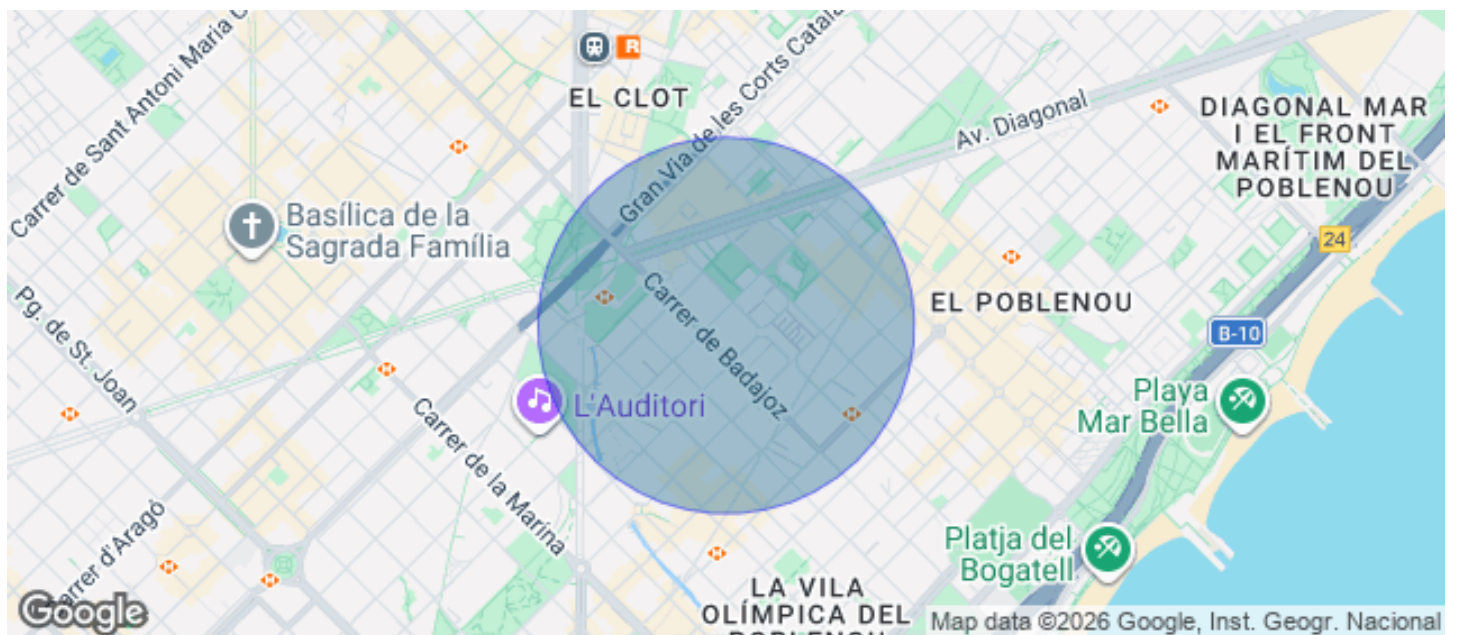 Carrer de Sant Antoni Maria C
R
EL CLOT
Gran Via de les Corts Catala
Av. Diagonal
DIAGONAL MAR
I EL FRONT
MARÍTIM DEL
POBLENOU
Basílica de la
Sagrada Família
24
Pg. de St. Joan
Carrer de Badajoz
EL POBLENOU
B-10
L'Auditori
Playa
Mar Bella
Carrer de la Marina
Carrer d'Aragó
Platja del
Bogatell
LA VILA
OLÍMPICA DEL
POBLENOU
Google
Map data ©2026 Google, Inst. Geogr. Nacional